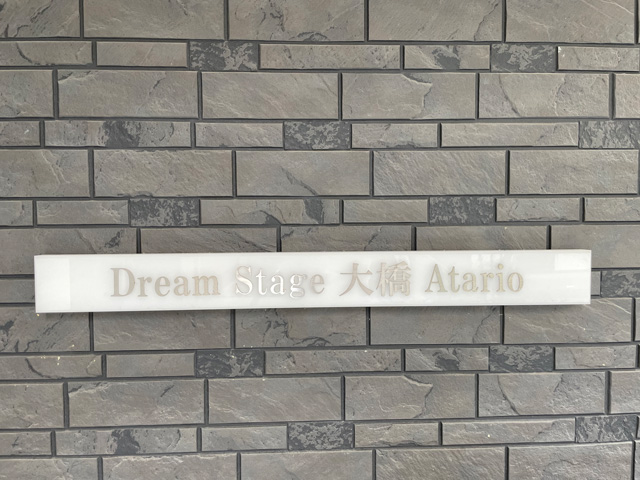 Dream Stage 大橋 Atario